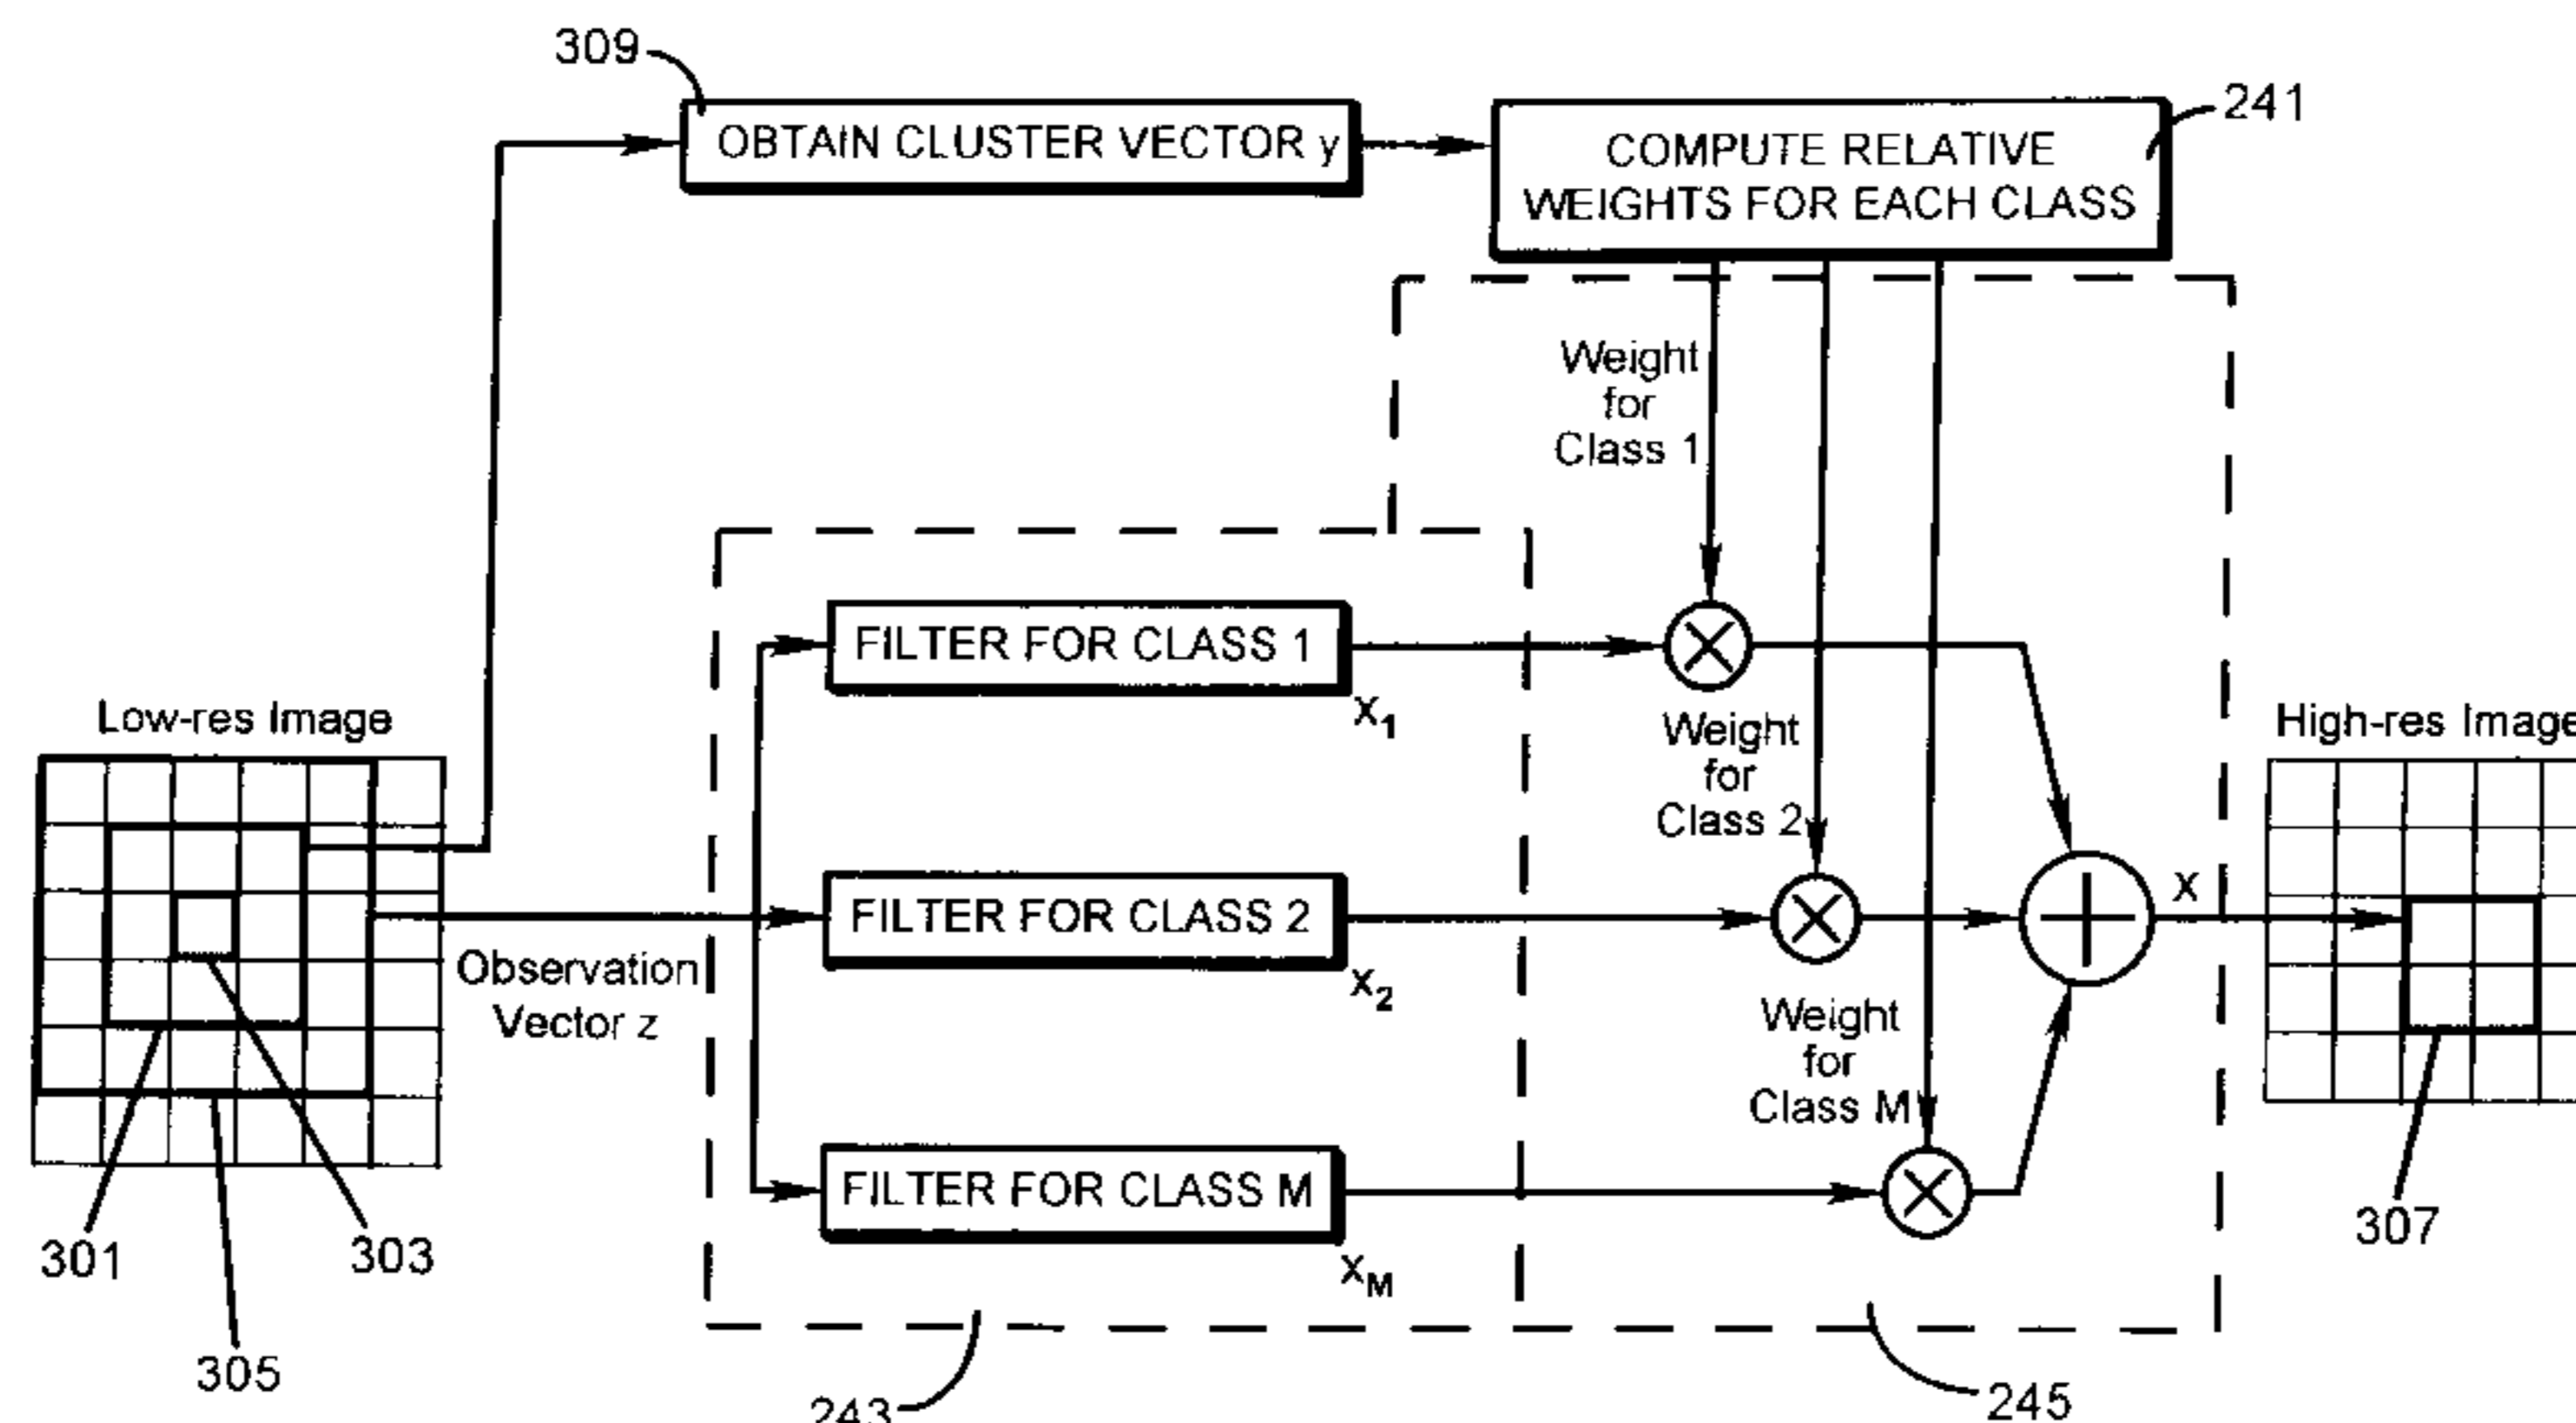 309
OBTAIN CLUSTER VECTOR y
241
COMPUTE RELATIVE
WEIGHTS FOR EACH CLASS
Weight
for
Class 1
FILTER FOR CLASS 1
x1
Low-res Image
Weight
for
Class 2
High-res Image
x
FILTER FOR CLASS 2
x2
Observation
Vector z
Weight
for
Class M
FILTER FOR CLASS M
xM
301
303
305
307
243
245